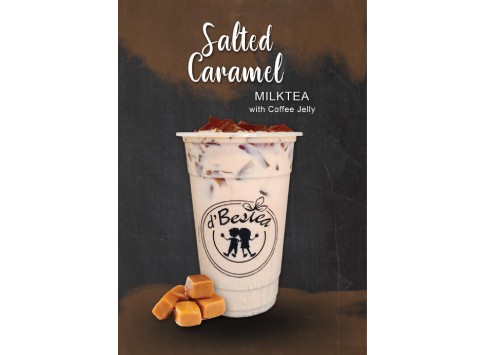 Salted
Caramel
MILKTEA
with Coffee Jelly
d'Bestea